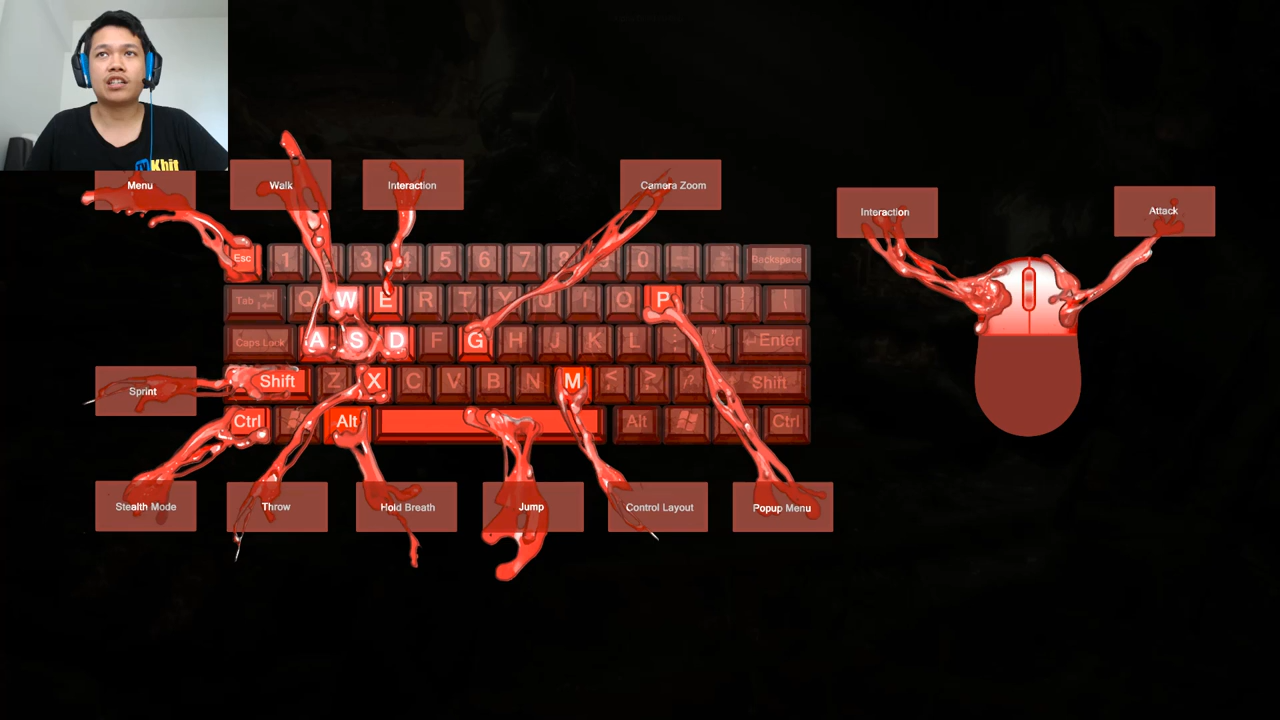 Khit
Menu
Walk
Interaction
Camera Zoom
Interaction
Attack
Esc 1 3 5 6 7 8 9 0 Backspace
Tab Q W E R T Y U I O P [ ]
Caps Lock A S D F G H J K L ; " Enter
Sprint
Shift Z X C V B N M < > ? Shift
Ctrl Alt Alt Ctrl
Stealth Mode
Throw
Hold Breath
Jump
Control Layout
Popup Menu